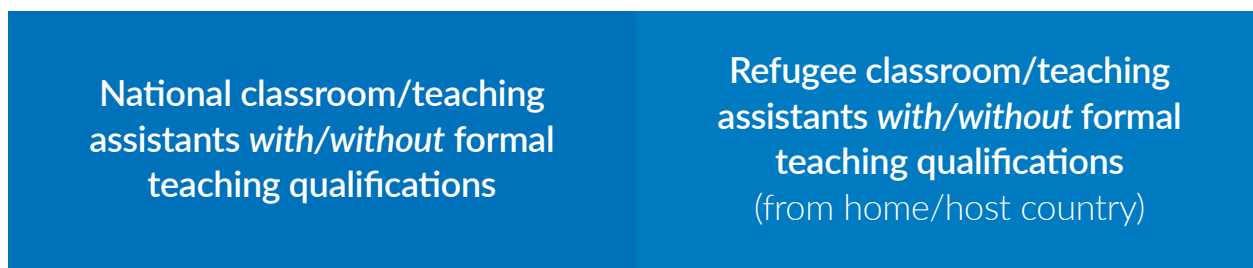 National classroom/teaching
assistants with/without formal
teaching qualifications
Refugee classroom/teaching
assistants with/without formal
teaching qualifications
(from home/host country)